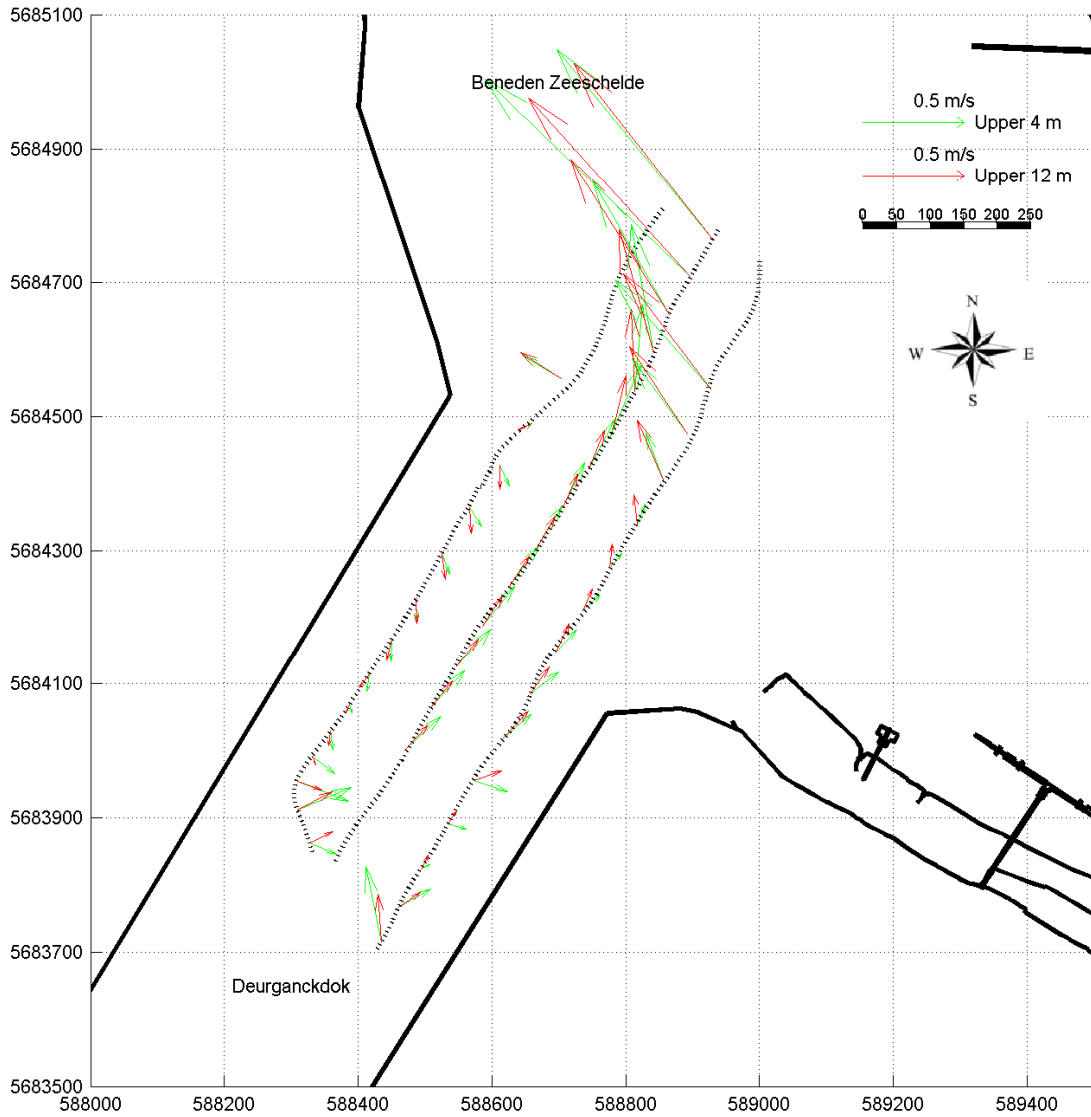 5685100
Beneden Zeeschelde
0.5 m/s
Upper 4 m
5684900
0.5 m/s
Upper 12 m
0 50 100 150 200 250
5684700
N
W E
S
5684500
5684300
5684100
5683900
5683700
Deurganckdok
5683500
588000 588200 588400 588600 588800 589000 589200 589400